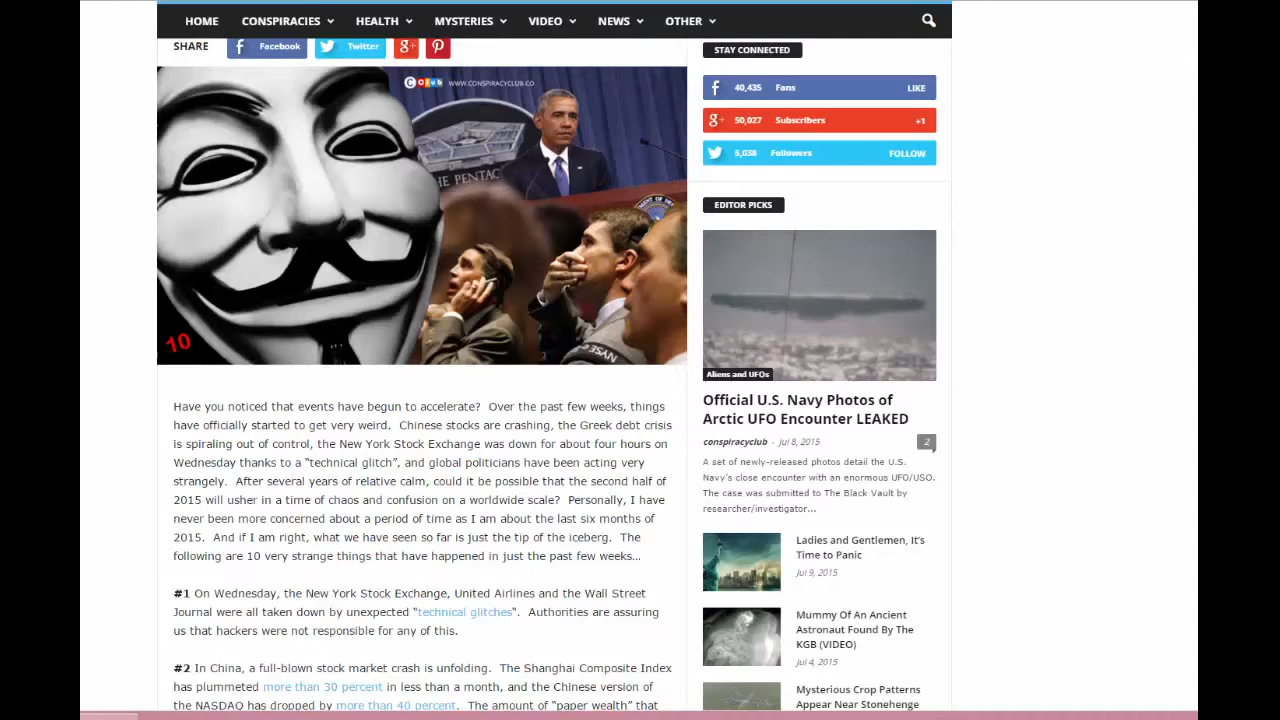 HOME CONSPIRACIES HEALTH MYSTERIES VIDEO NEWS OTHER
SHARE Facebook Twitter
Club WWW.CONSPIRACYCLUB.CO
HE PENTAC
NYSE
10
Have you noticed that events have begun to accelerate? Over the past few weeks, things
have officially started to get very weird. Chinese stocks are crashing, the Greek debt crisis
is spiraling out of control, the New York Stock Exchange was down for about four hours on
Wednesday thanks to a “technical glitch”, and global politicians have been acting very
strangely. After several years of relative calm, could it be possible that the second half of
2015 will usher in a time of chaos and confusion on a worldwide scale? Personally, I have
never been more concerned about a period of time as I am about the last six months of
2015. And if I am right, what we have seen so far is just the tip of the iceberg. The
following are 10 very strange things that have happened in just the past few weeks…
#1 On Wednesday, the New York Stock Exchange, United Airlines and the Wall Street
Journal were all taken down by unexpected “technical glitches“. Authorities are assuring
us that hackers were not responsible for any of this.
#2 In China, a full-blown stock market crash is unfolding. The Shanghai Composite Index
has plummeted more than 30 percent in less than a month, and the Chinese version of
the NASDAQ has dropped by more than 40 percent. The amount of “paper wealth” that
STAY CONNECTED
40,435 Fans LIKE
50,027 Subscribers +1
5,038 Followers FOLLOW
EDITOR PICKS
Aliens and UFOs
Official U.S. Navy Photos of
Arctic UFO Encounter LEAKED
conspiracyclub - Jul 8, 2015 2
A set of newly-released photos detail the U.S.
Navy's close encounter with an enormous UFO/USO.
The case was submitted to The Black Vault by
researcher/investigator...
Ladies and Gentlemen, It's
Time to Panic
Jul 9, 2015
Mummy Of An Ancient
Astronaut Found By The
KGB (VIDEO)
Jul 4, 2015
Mysterious Crop Patterns
Appear Near Stonehenge